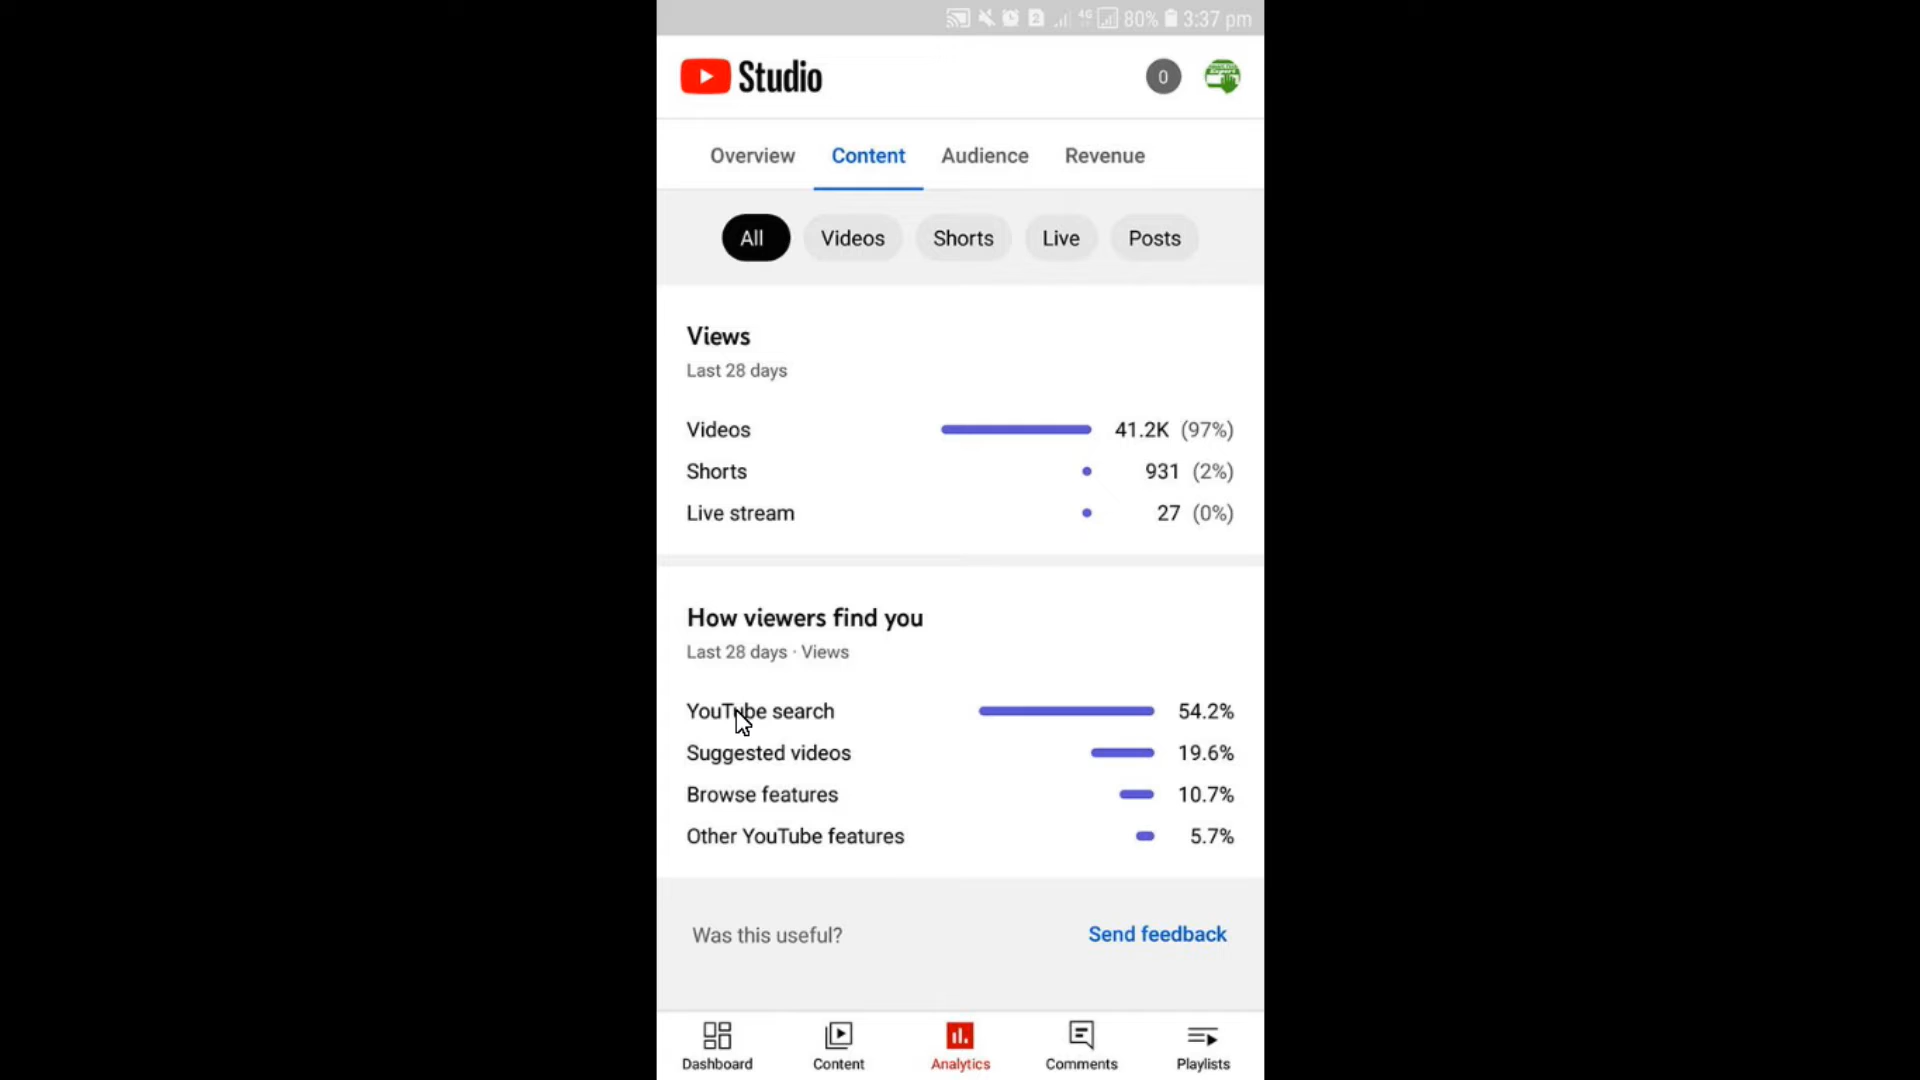 4G 80% 3:37 pm
Studio
0
Overview Content Audience Revenue
All Videos Shorts Live Posts
Views
Last 28 days
Videos 41.2K (97%)
Shorts 931 (2%)
Live stream 27 (0%)
How viewers find you
Last 28 days · Views
YouTube search 54.2%
Suggested videos 19.6%
Browse features 10.7%
Other YouTube features 5.7%
Was this useful? Send feedback
Dashboard Content Analytics Comments Playlists